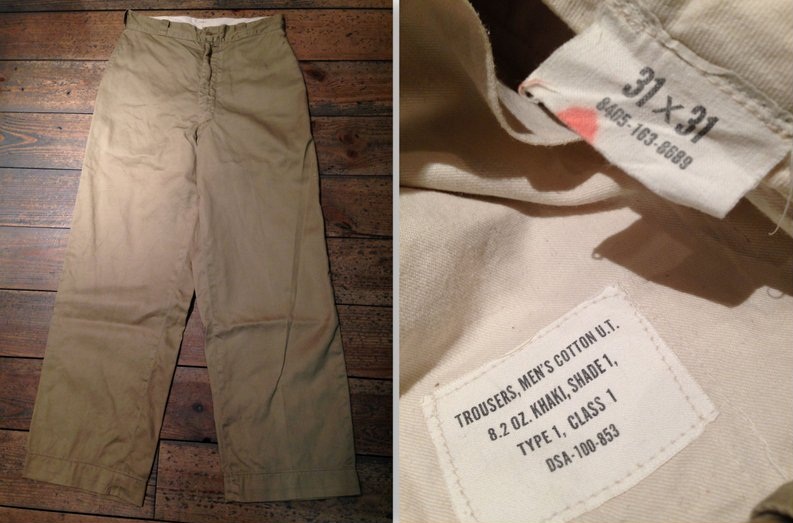 31 x 31
8405-163-8689
TROUSERS, MEN'S COTTON U.T.
8.2 OZ. KHAKI, SHADE 1,
TYPE 1, CLASS 1
DSA-100-853